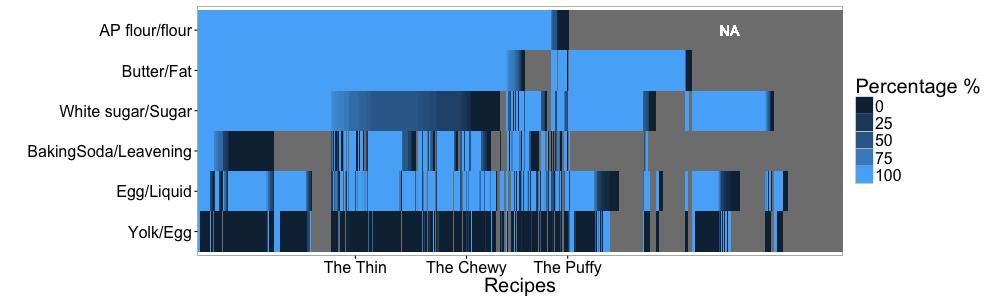 AP flour/flour
NA
Butter/Fat
White sugar/Sugar
BakingSoda/Leavening
Egg/Liquid
Yolk/Egg
The Thin
The Chewy
The Puffy
Recipes
Percentage %
0
25
50
75
100